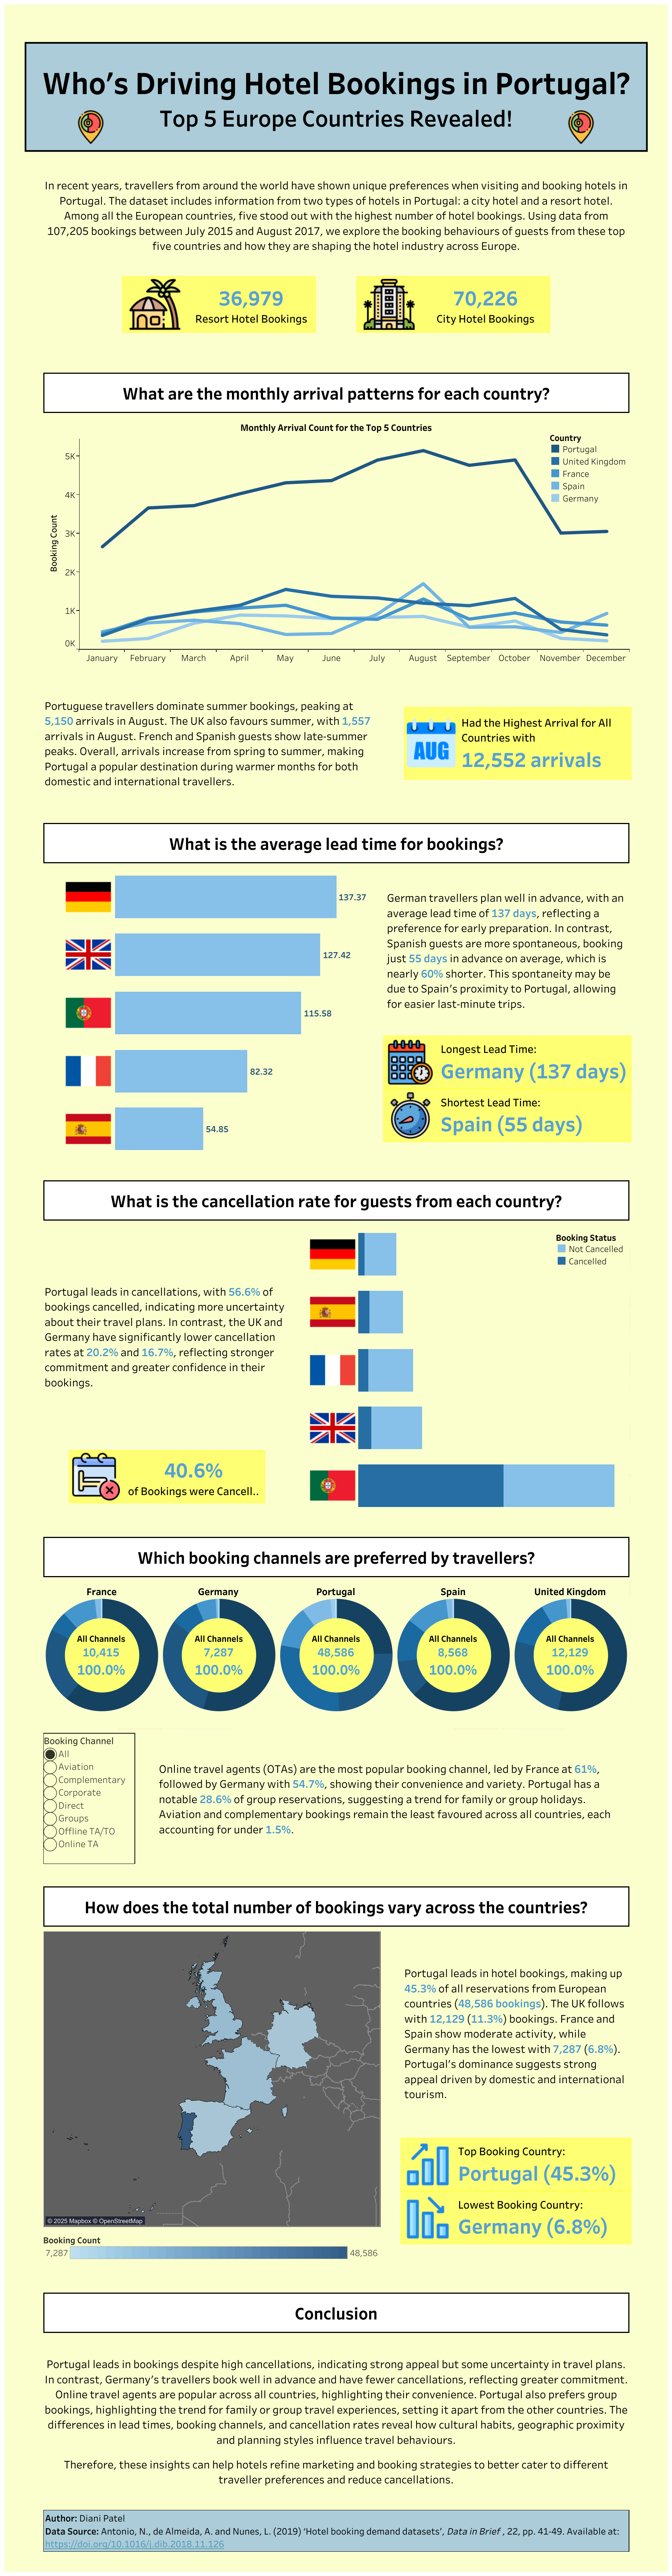 Who's Driving Hotel Bookings in Portugal?
Top 5 Europe Countries Revealed!
In recent years, travellers from around the world have shown unique preferences when visiting and booking hotels in
Portugal. The dataset includes information from two types of hotels in Portugal: a city hotel and a resort hotel.
Among all the European countries, five stood out with the highest number of hotel bookings. Using data from
107,205 bookings between July 2015 and August 2017, we explore the booking behaviours of guests from these top
five countries and how they are shaping the hotel industry across Europe.
36,979
Resort Hotel Bookings
70,226
City Hotel Bookings
What are the monthly arrival patterns for each country?
Monthly Arrival Count for the Top 5 Countries
Country
Portugal
United Kingdom
France
Spain
Germany
Booking Count
5K
4K
3K
2K
1K
0K
January February March April May June July August September October November December
Portuguese travellers dominate summer bookings, peaking at
5,150 arrivals in August. The UK also favours summer, with 1,557
arrivals in August. French and Spanish guests show late-summer
peaks. Overall, arrivals increase from spring to summer, making
Portugal a popular destination during warmer months for both
domestic and international travellers.
AUG
Had the Highest Arrival for All
Countries with
12,552 arrivals
What is the average lead time for bookings?
137.37
127.42
115.58
82.32
54.85
German travellers plan well in advance, with an
average lead time of 137 days, reflecting a
preference for early preparation. In contrast,
Spanish guests are more spontaneous, booking
just 55 days in advance on average, which is
nearly 60% shorter. This spontaneity may be
due to Spain's proximity to Portugal, allowing
for easier last-minute trips.
Longest Lead Time:
Germany (137 days)
Shortest Lead Time:
Spain (55 days)
What is the cancellation rate for guests from each country?
Booking Status
Not Cancelled
Cancelled
Portugal leads in cancellations, with 56.6% of
bookings cancelled, indicating more uncertainty
about their travel plans. In contrast, the UK and
Germany have significantly lower cancellation
rates at 20.2% and 16.7%, reflecting stronger
commitment and greater confidence in their
bookings.
40.6%
of Bookings were Cancell..
Which booking channels are preferred by travellers?
France Germany Portugal Spain United Kingdom
All Channels All Channels All Channels All Channels All Channels
10,415 7,287 48,586 8,568 12,129
100.0% 100.0% 100.0% 100.0% 100.0%
Booking Channel
All
Aviation
Complementary
Corporate
Direct
Groups
Offline TA/TO
Online TA
Online travel agents (OTAs) are the most popular booking channel, led by France at 61%,
followed by Germany with 54.7%, showing their convenience and variety. Portugal has a
notable 28.6% of group reservations, suggesting a trend for family or group holidays.
Aviation and complementary bookings remain the least favoured across all countries, each
accounting for under 1.5%.
How does the total number of bookings vary across the countries?
© 2025 Mapbox © OpenStreetMap
Booking Count
7,287 48,586
Portugal leads in hotel bookings, making up
45.3% of all reservations from European
countries (48,586 bookings). The UK follows
with 12,129 (11.3%) bookings. France and
Spain show moderate activity, while
Germany has the lowest with 7,287 (6.8%).
Portugal's dominance suggests strong
appeal driven by domestic and international
tourism.
Top Booking Country:
Portugal (45.3%)
Lowest Booking Country:
Germany (6.8%)
Conclusion
Portugal leads in bookings despite high cancellations, indicating strong appeal but some uncertainty in travel plans.
In contrast, Germany's travellers book well in advance and have fewer cancellations, reflecting greater commitment.
Online travel agents are popular across all countries, highlighting their convenience. Portugal also prefers group
bookings, highlighting the trend for family or group travel experiences, setting it apart from the other countries. The
differences in lead times, booking channels, and cancellation rates reveal how cultural habits, geographic proximity
and planning styles influence travel behaviours.
Therefore, these insights can help hotels refine marketing and booking strategies to better cater to different
traveller preferences and reduce cancellations.
Author: Diani Patel
Data Source: Antonio, N., de Almeida, A. and Nunes, L. (2019) 'Hotel booking demand datasets', Data in Brief , 22, pp. 41-49. Available at:
https://doi.org/10.1016/j.dib.2018.11.126